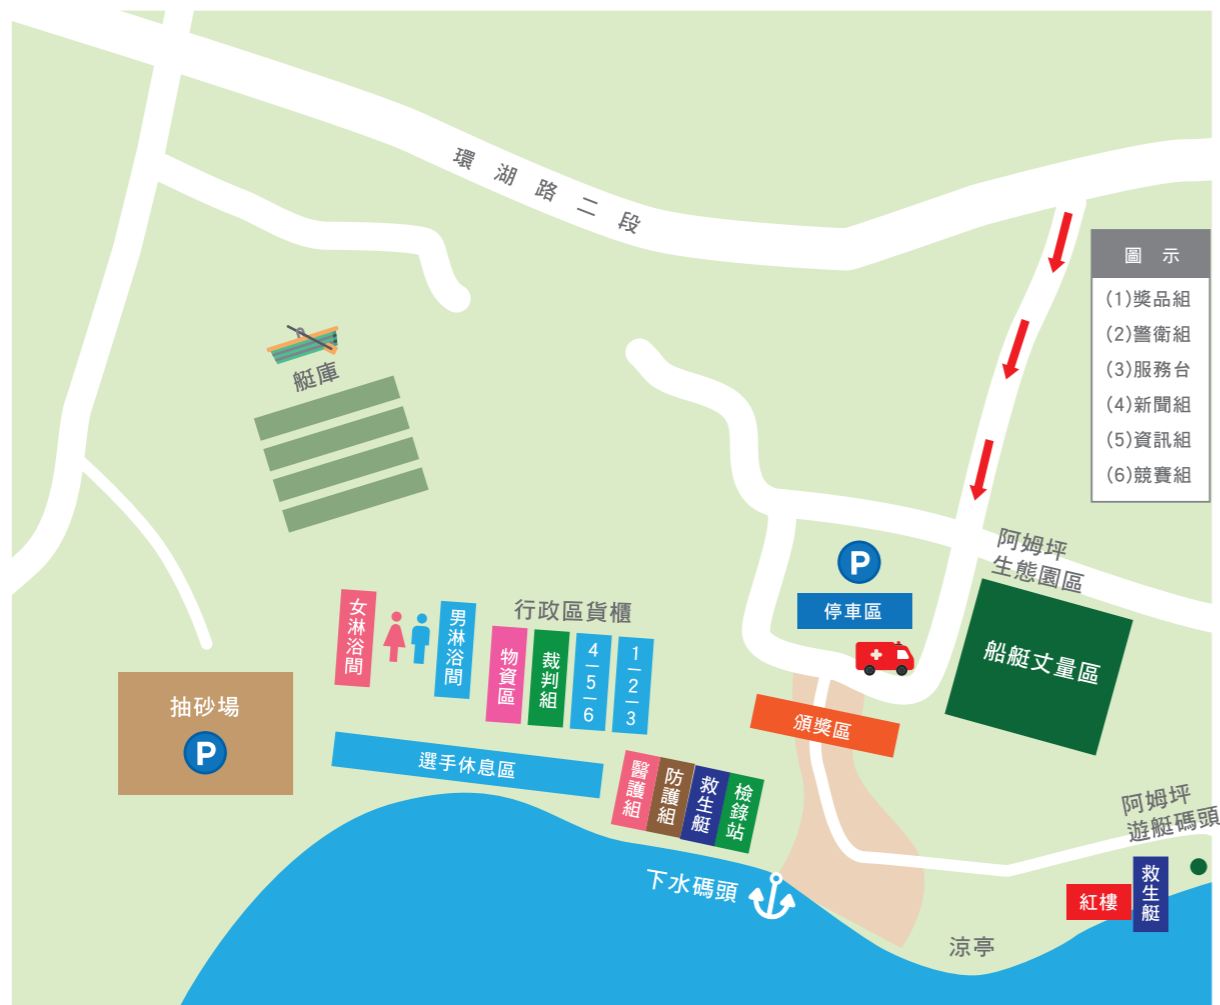 環湖路二段
圖 示
(1)獎品組
(2)警衛組
(3)服務台
(4)新聞組
(5)資訊組
(6)競賽組
艇庫
阿姆坪
生態園區
P
停車區
船艇丈量區
女淋浴間
男淋浴間
行政區貨櫃
物資區
裁判組
4-5-6
1-2-3
抽砂場
P
選手休息區
頒獎區
醫護組
防護組
救生艇
檢錄站
阿姆坪
遊艇碼頭
下水碼頭
紅樓
救生艇
涼亭